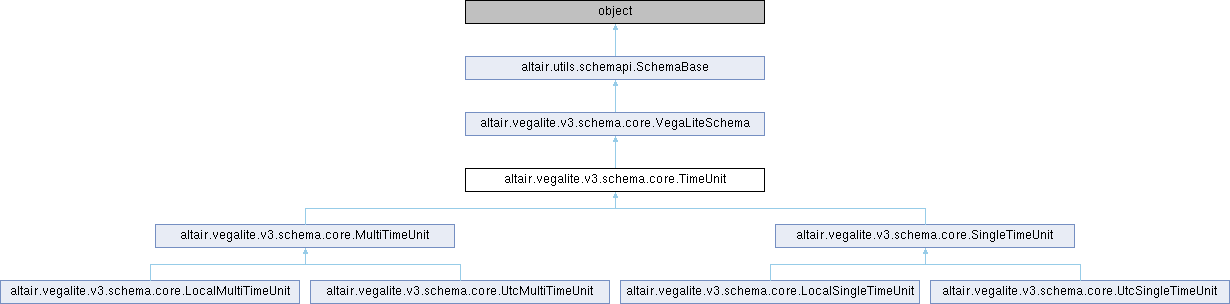 object
altair.utils.schemapi.SchemaBase
altair.vegalite.v3.schema.core.VegaLiteSchema
altair.vegalite.v3.schema.core.TimeUnit
altair.vegalite.v3.schema.core.MultiTimeUnit
altair.vegalite.v3.schema.core.SingleTimeUnit
altair.vegalite.v3.schema.core.LocalMultiTimeUnit
altair.vegalite.v3.schema.core.UtcMultiTimeUnit
altair.vegalite.v3.schema.core.LocalSingleTimeUnit
altair.vegalite.v3.schema.core.UtcSingleTimeUnit